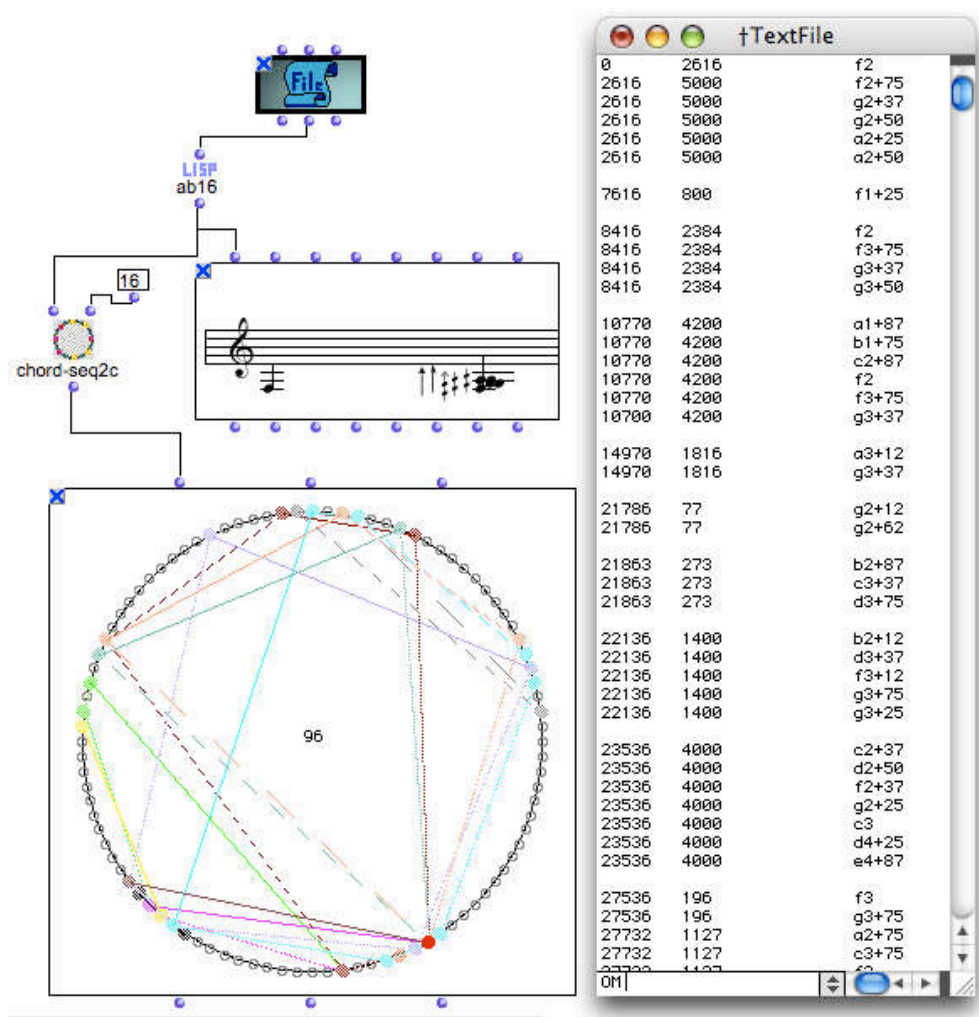 File
LISP
ab16
16
chord-seq2c
96
†TextFile
0 2616 f2
2616 5000 f2+75
2616 5000 g2+37
2616 5000 g2+50
2616 5000 a2+25
2616 5000 a2+50
7616 800 f1+25
8416 2384 f2
8416 2384 f3+75
8416 2384 g3+37
8416 2384 g3+50
10770 4200 a1+87
10770 4200 b1+75
10770 4200 c2+87
10770 4200 f2
10770 4200 f3+75
10700 4200 g3+37
14970 1816 a3+12
14970 1816 g3+37
21786 77 g2+12
21786 77 g2+62
21863 273 b2+87
21863 273 c3+37
21863 273 d3+75
22136 1400 b2+12
22136 1400 d3+37
22136 1400 f3+12
22136 1400 g3+75
22136 1400 g3+25
23536 4000 c2+37
23536 4000 d2+50
23536 4000 f2+37
23536 4000 g2+25
23536 4000 c3
23536 4000 d4+25
23536 4000 e4+87
27536 196 f3
27536 196 g3+75
27732 1127 a2+75
27732 1127 c3+75
OM